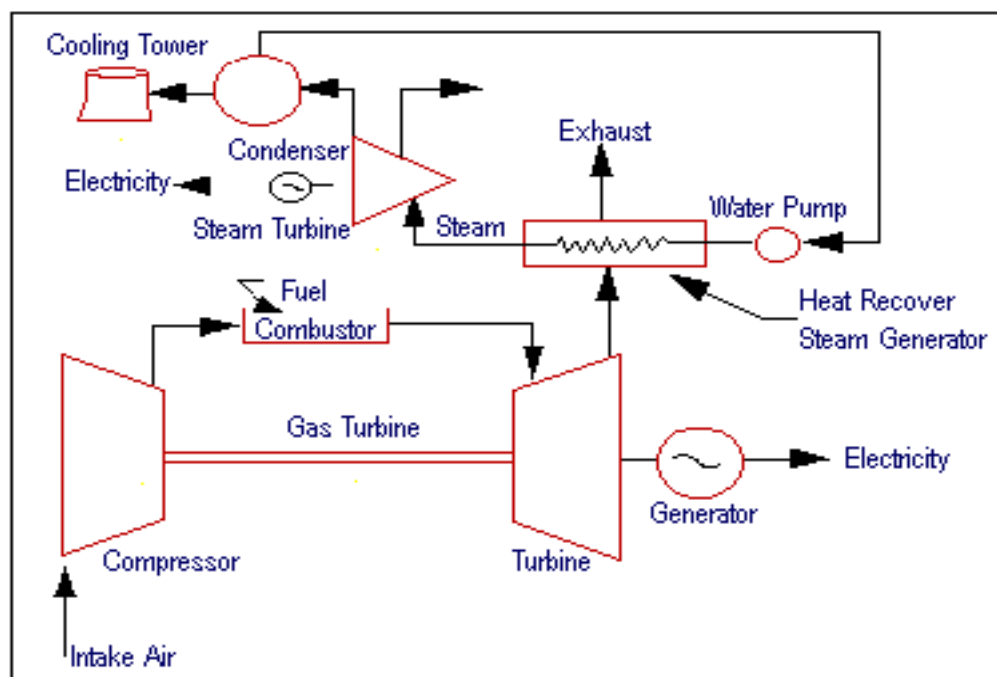 Cooling Tower
Condenser
Exhaust
Electricity
Water Pump
Steam Turbine
Steam
Fuel
Combustor
Heat Recover
Steam Generator
Gas Turbine
Electricity
Generator
Compressor
Turbine
Intake Air